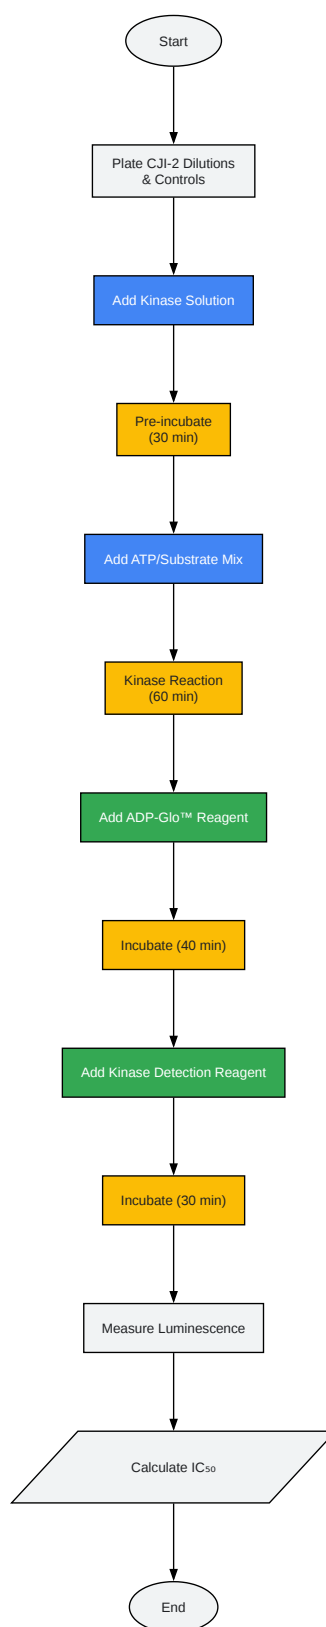 Start
Plate CJI-2 Dilutions
& Controls
Add Kinase Solution
Pre-incubate
(30 min)
Add ATP/Substrate Mix
Kinase Reaction
(60 min)
Add ADP-Glo™ Reagent
Incubate (40 min)
Add Kinase Detection Reagent
Incubate (30 min)
Measure Luminescence
Calculate IC₅₀
End